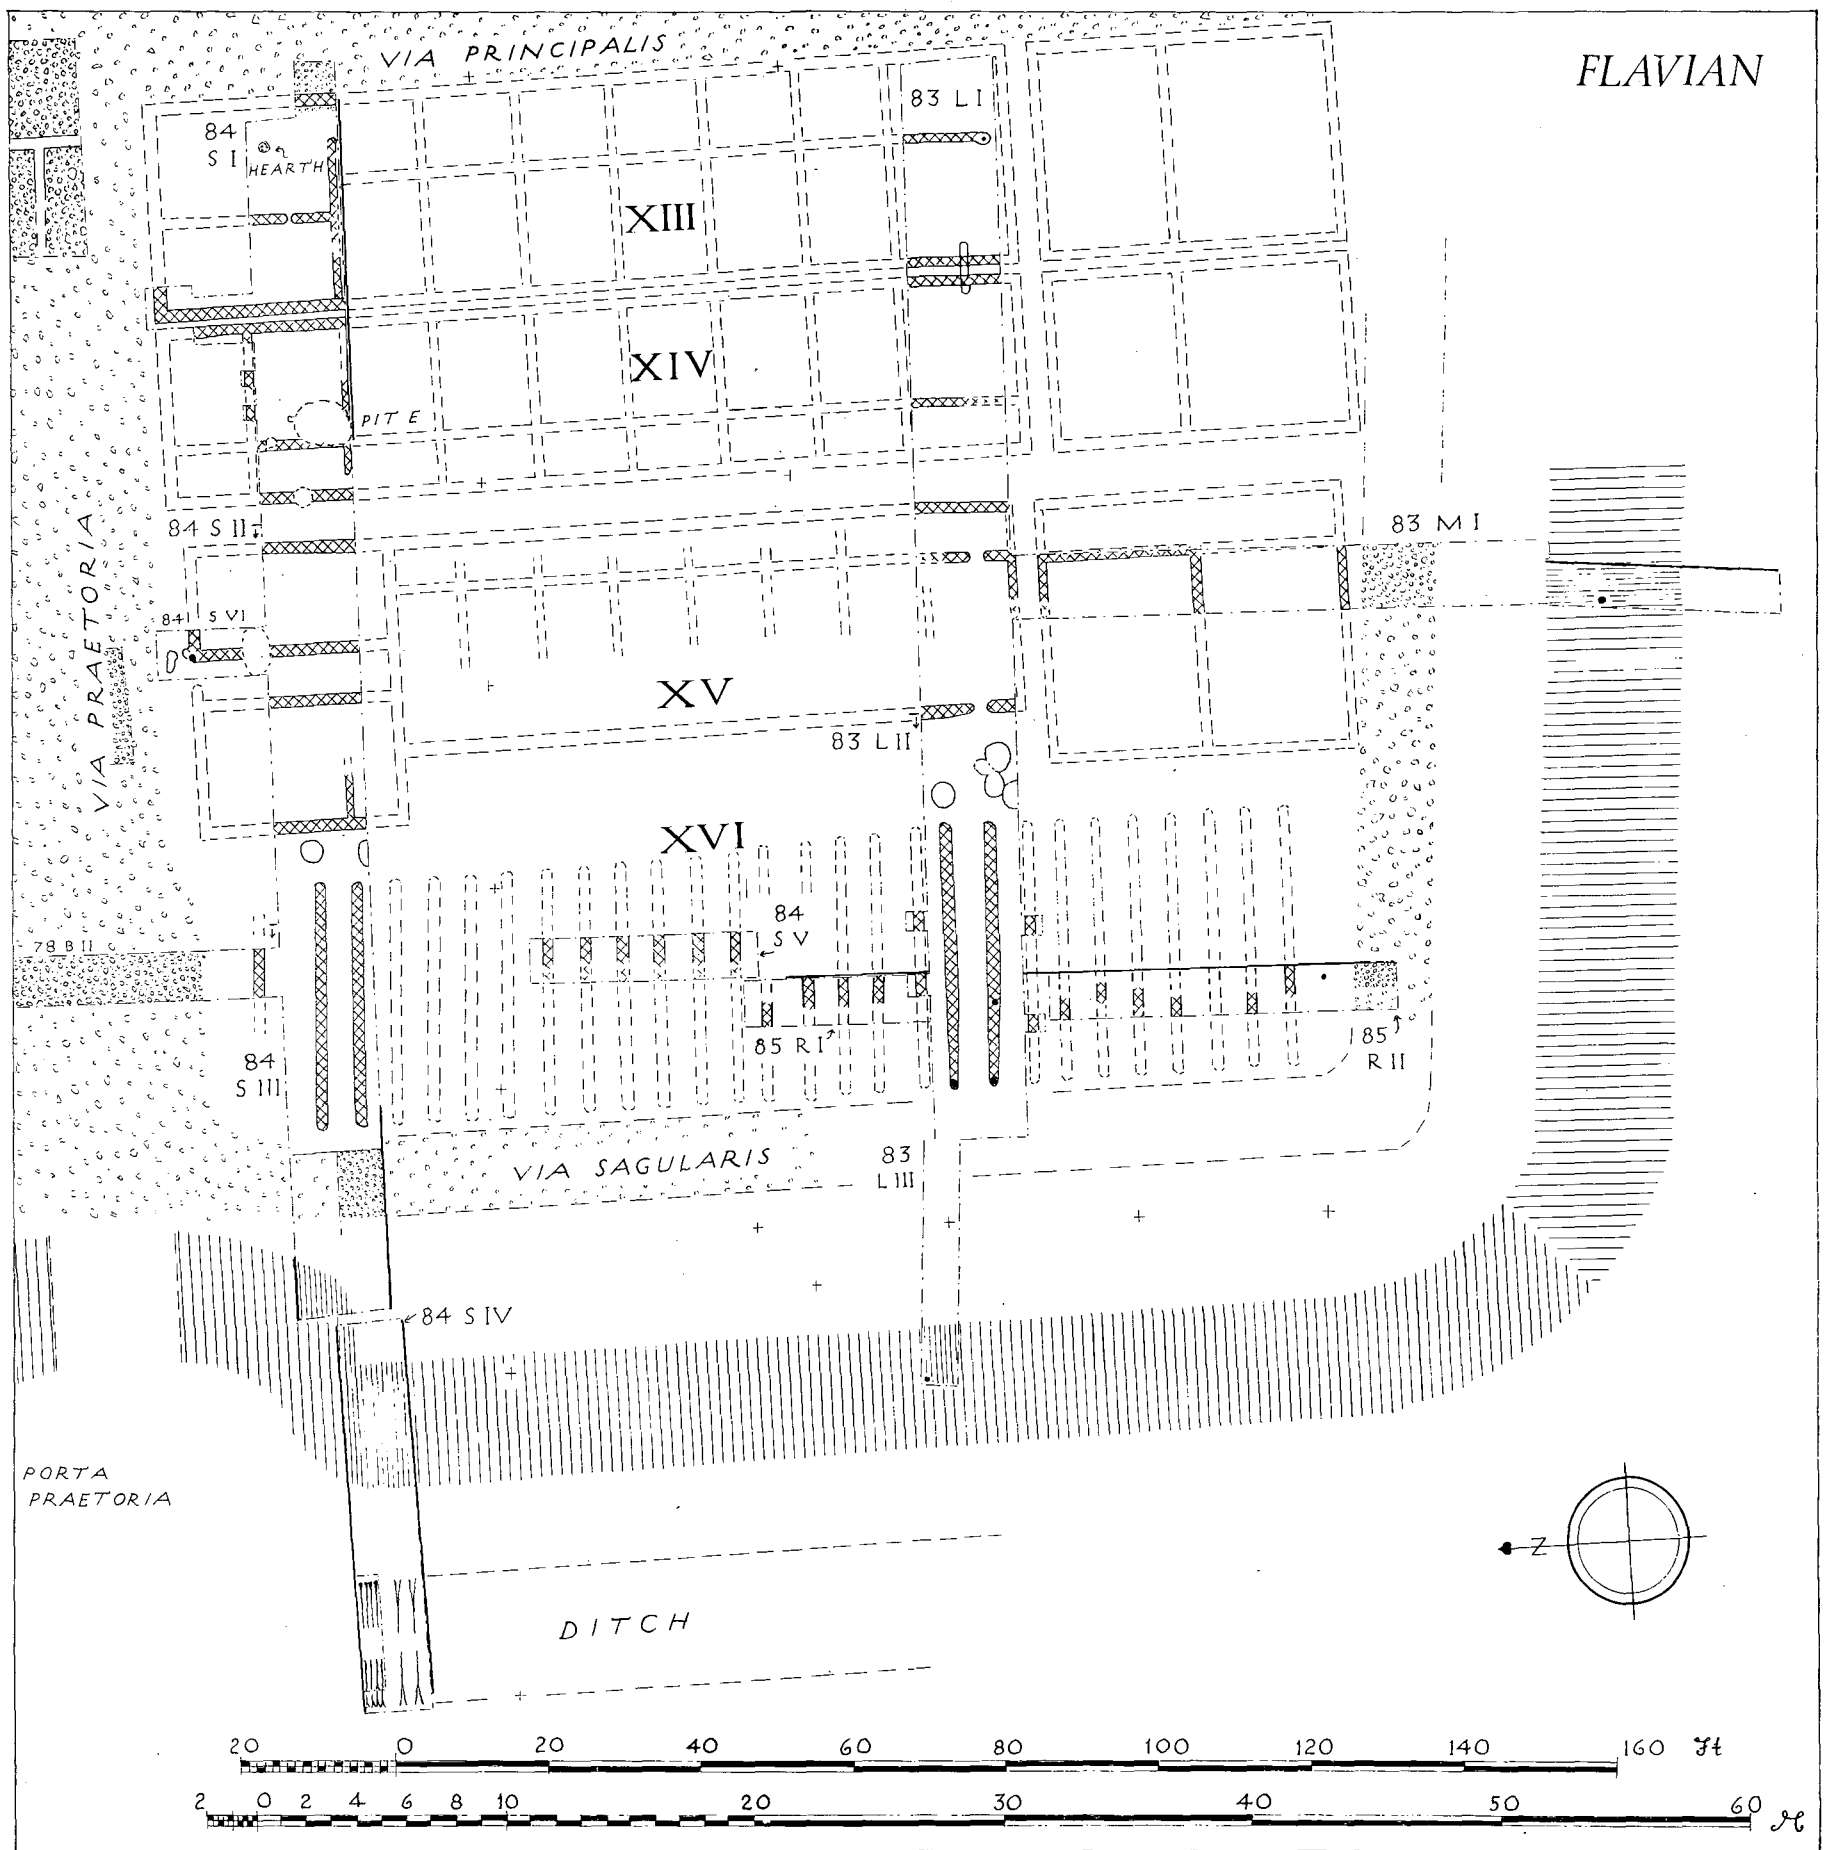 FLAVIAN
VIA PRINCIPALIS
83 L I
84
S I
HEARTH
XIII
XIV
PIT E
VIA PRAETORIA
84 S II
83 M I
84 S VI
XV
83 L II
XVI
84
S V
78 B II
85 R I
85
R II
84
S III
VIA SAGULARIS
83
L III
84 S IV
PORTA
PRAETORIA
N
DITCH
20 0 20 40 60 80 100 120 140 160 Ft
2 0 2 4 6 8 10 20 30 40 50 60 M